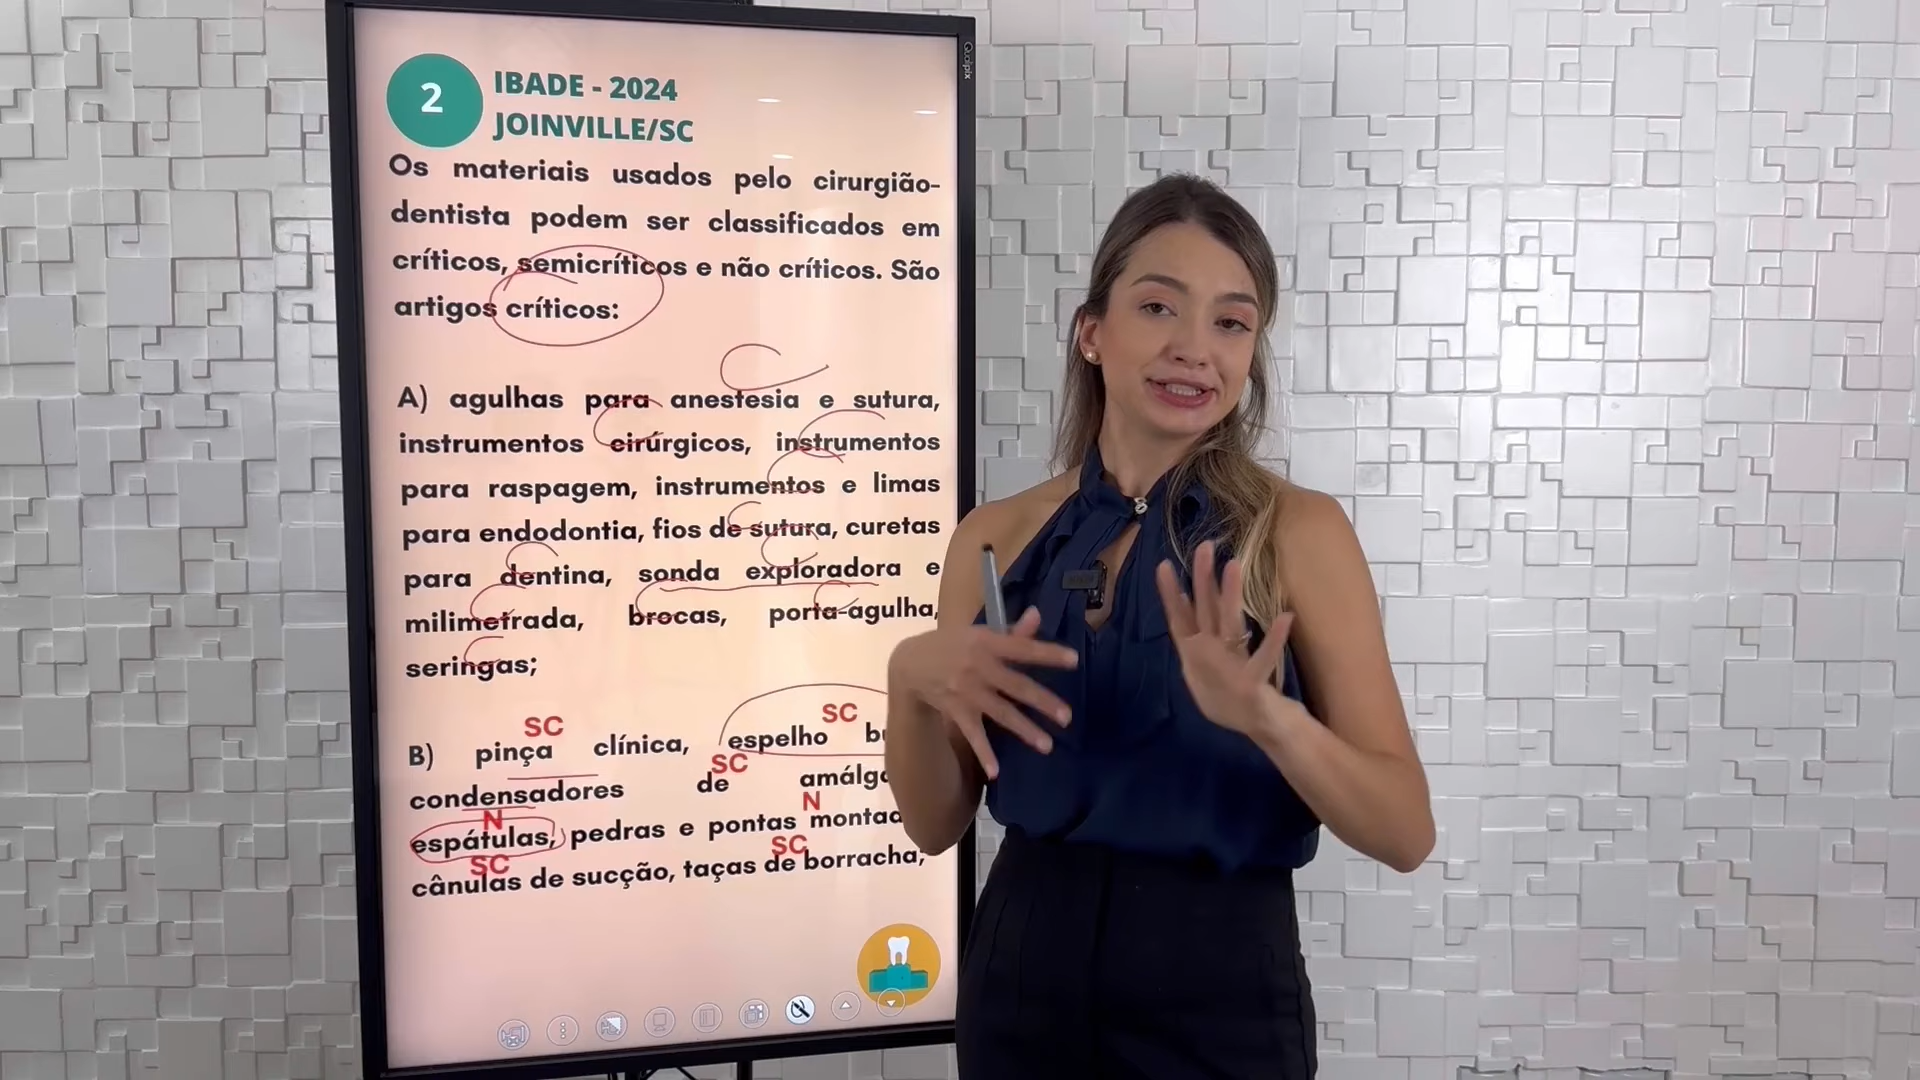 2
IBADE - 2024
JOINVILLE/SC
Os materiais usados pelo cirurgião-
dentista podem ser classificados em
críticos, semicríticos e não críticos. São
artigos críticos:
A) agulhas para anestesia e sutura,
instrumentos cirúrgicos, instrumentos
para raspagem, instrumentos e limas
para endodontia, fios de sutura, curetas
para dentina, sonda exploradora e
milimetrada, brocas, porta-agulha,
seringas;
SC SC
B) pinça clínica, espelho
SC
condensadores de
N N
espátulas, pedras e pontas
SC SC
cânulas de sucção, taças de borracha;